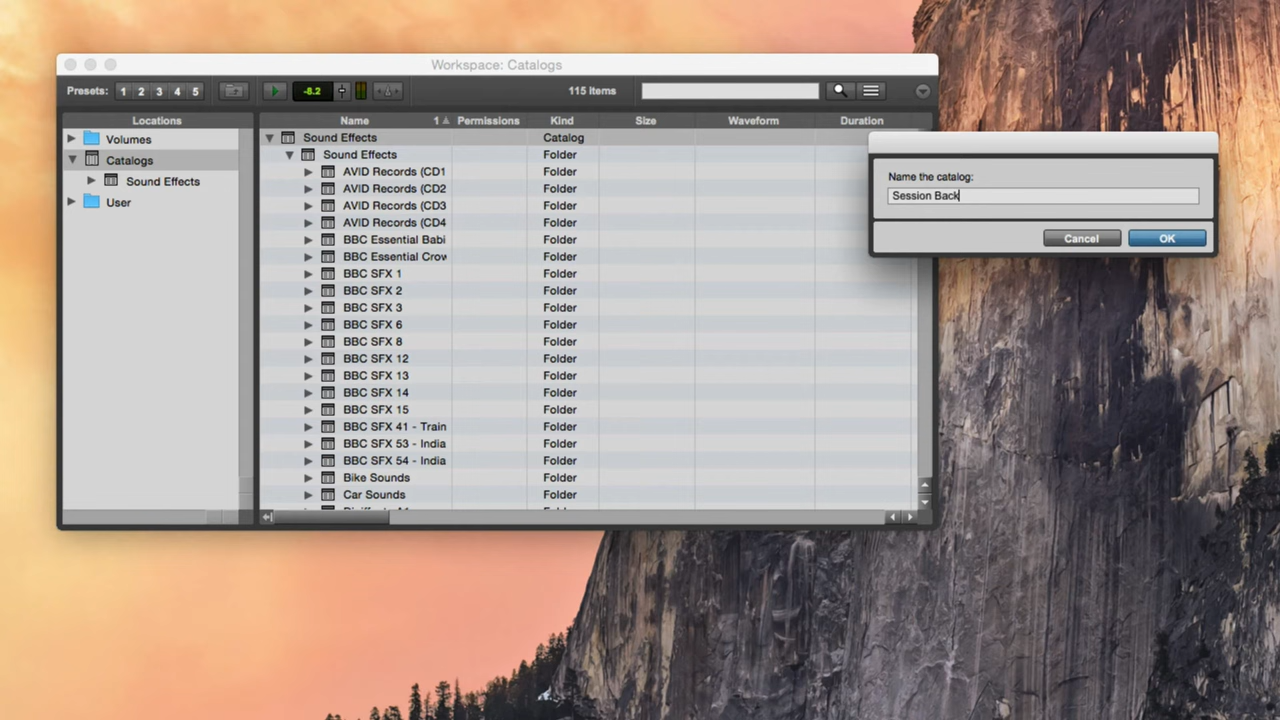 Workspace: Catalogs
Presets: 1 2 3 4 5 -8.2 115 items
Locations
Volumes
Catalogs
Sound Effects
User
Name 1 Permissions Kind Size Waveform Duration
Sound Effects Catalog
Sound Effects Folder
AVID Records (CD1 Folder
AVID Records (CD2 Folder
AVID Records (CD3 Folder
AVID Records (CD4 Folder
BBC Essential Babi Folder
BBC Essential Crow Folder
BBC SFX 1 Folder
BBC SFX 2 Folder
BBC SFX 3 Folder
BBC SFX 6 Folder
BBC SFX 8 Folder
BBC SFX 12 Folder
BBC SFX 13 Folder
BBC SFX 14 Folder
BBC SFX 15 Folder
BBC SFX 41 - Train Folder
BBC SFX 53 - India Folder
BBC SFX 54 - India Folder
Bike Sounds Folder
Car Sounds Folder
Name the catalog:
Session Back
Cancel OK